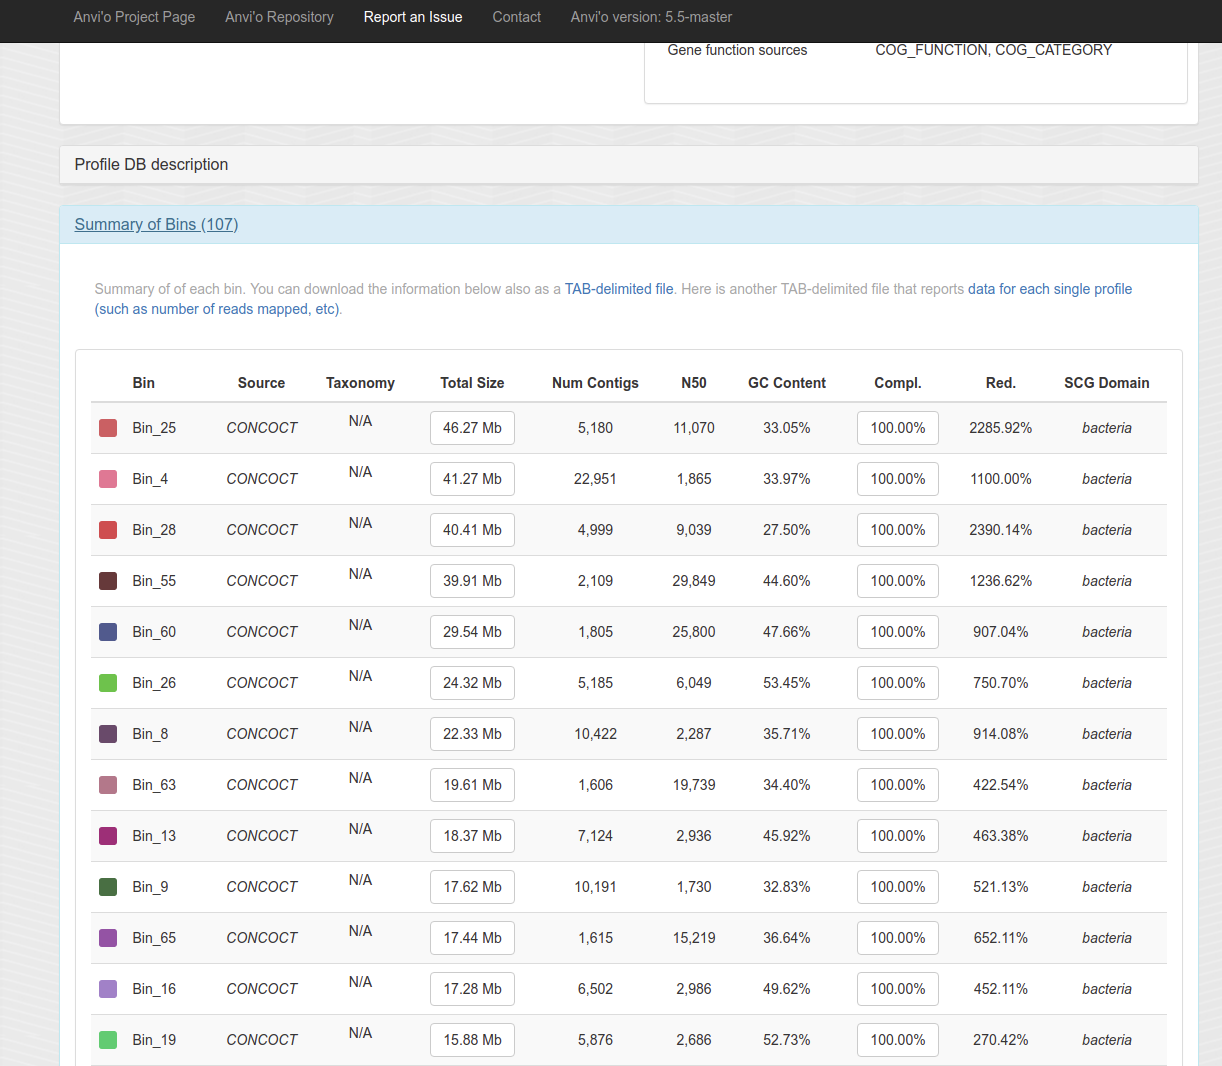 Anvi'o Project Page Anvi'o Repository Report an Issue Contact Anvi'o version: 5.5-master
Gene function sources COG_FUNCTION, COG_CATEGORY
Profile DB description
Summary of Bins (107)
Summary of of each bin. You can download the information below also as a TAB-delimited file. Here is another TAB-delimited file that reports data for each single profile
(such as number of reads mapped, etc).
Bin Source Taxonomy Total Size Num Contigs N50 GC Content Compl. Red. SCG Domain
Bin_25 CONCOCT N/A 46.27 Mb 5,180 11,070 33.05% 100.00% 2285.92% bacteria
Bin_4 CONCOCT N/A 41.27 Mb 22,951 1,865 33.97% 100.00% 1100.00% bacteria
Bin_28 CONCOCT N/A 40.41 Mb 4,999 9,039 27.50% 100.00% 2390.14% bacteria
Bin_55 CONCOCT N/A 39.91 Mb 2,109 29,849 44.60% 100.00% 1236.62% bacteria
Bin_60 CONCOCT N/A 29.54 Mb 1,805 25,800 47.66% 100.00% 907.04% bacteria
Bin_26 CONCOCT N/A 24.32 Mb 5,185 6,049 53.45% 100.00% 750.70% bacteria
Bin_8 CONCOCT N/A 22.33 Mb 10,422 2,287 35.71% 100.00% 914.08% bacteria
Bin_63 CONCOCT N/A 19.61 Mb 1,606 19,739 34.40% 100.00% 422.54% bacteria
Bin_13 CONCOCT N/A 18.37 Mb 7,124 2,936 45.92% 100.00% 463.38% bacteria
Bin_9 CONCOCT N/A 17.62 Mb 10,191 1,730 32.83% 100.00% 521.13% bacteria
Bin_65 CONCOCT N/A 17.44 Mb 1,615 15,219 36.64% 100.00% 652.11% bacteria
Bin_16 CONCOCT N/A 17.28 Mb 6,502 2,986 49.62% 100.00% 452.11% bacteria
Bin_19 CONCOCT N/A 15.88 Mb 5,876 2,686 52.73% 100.00% 270.42% bacteria